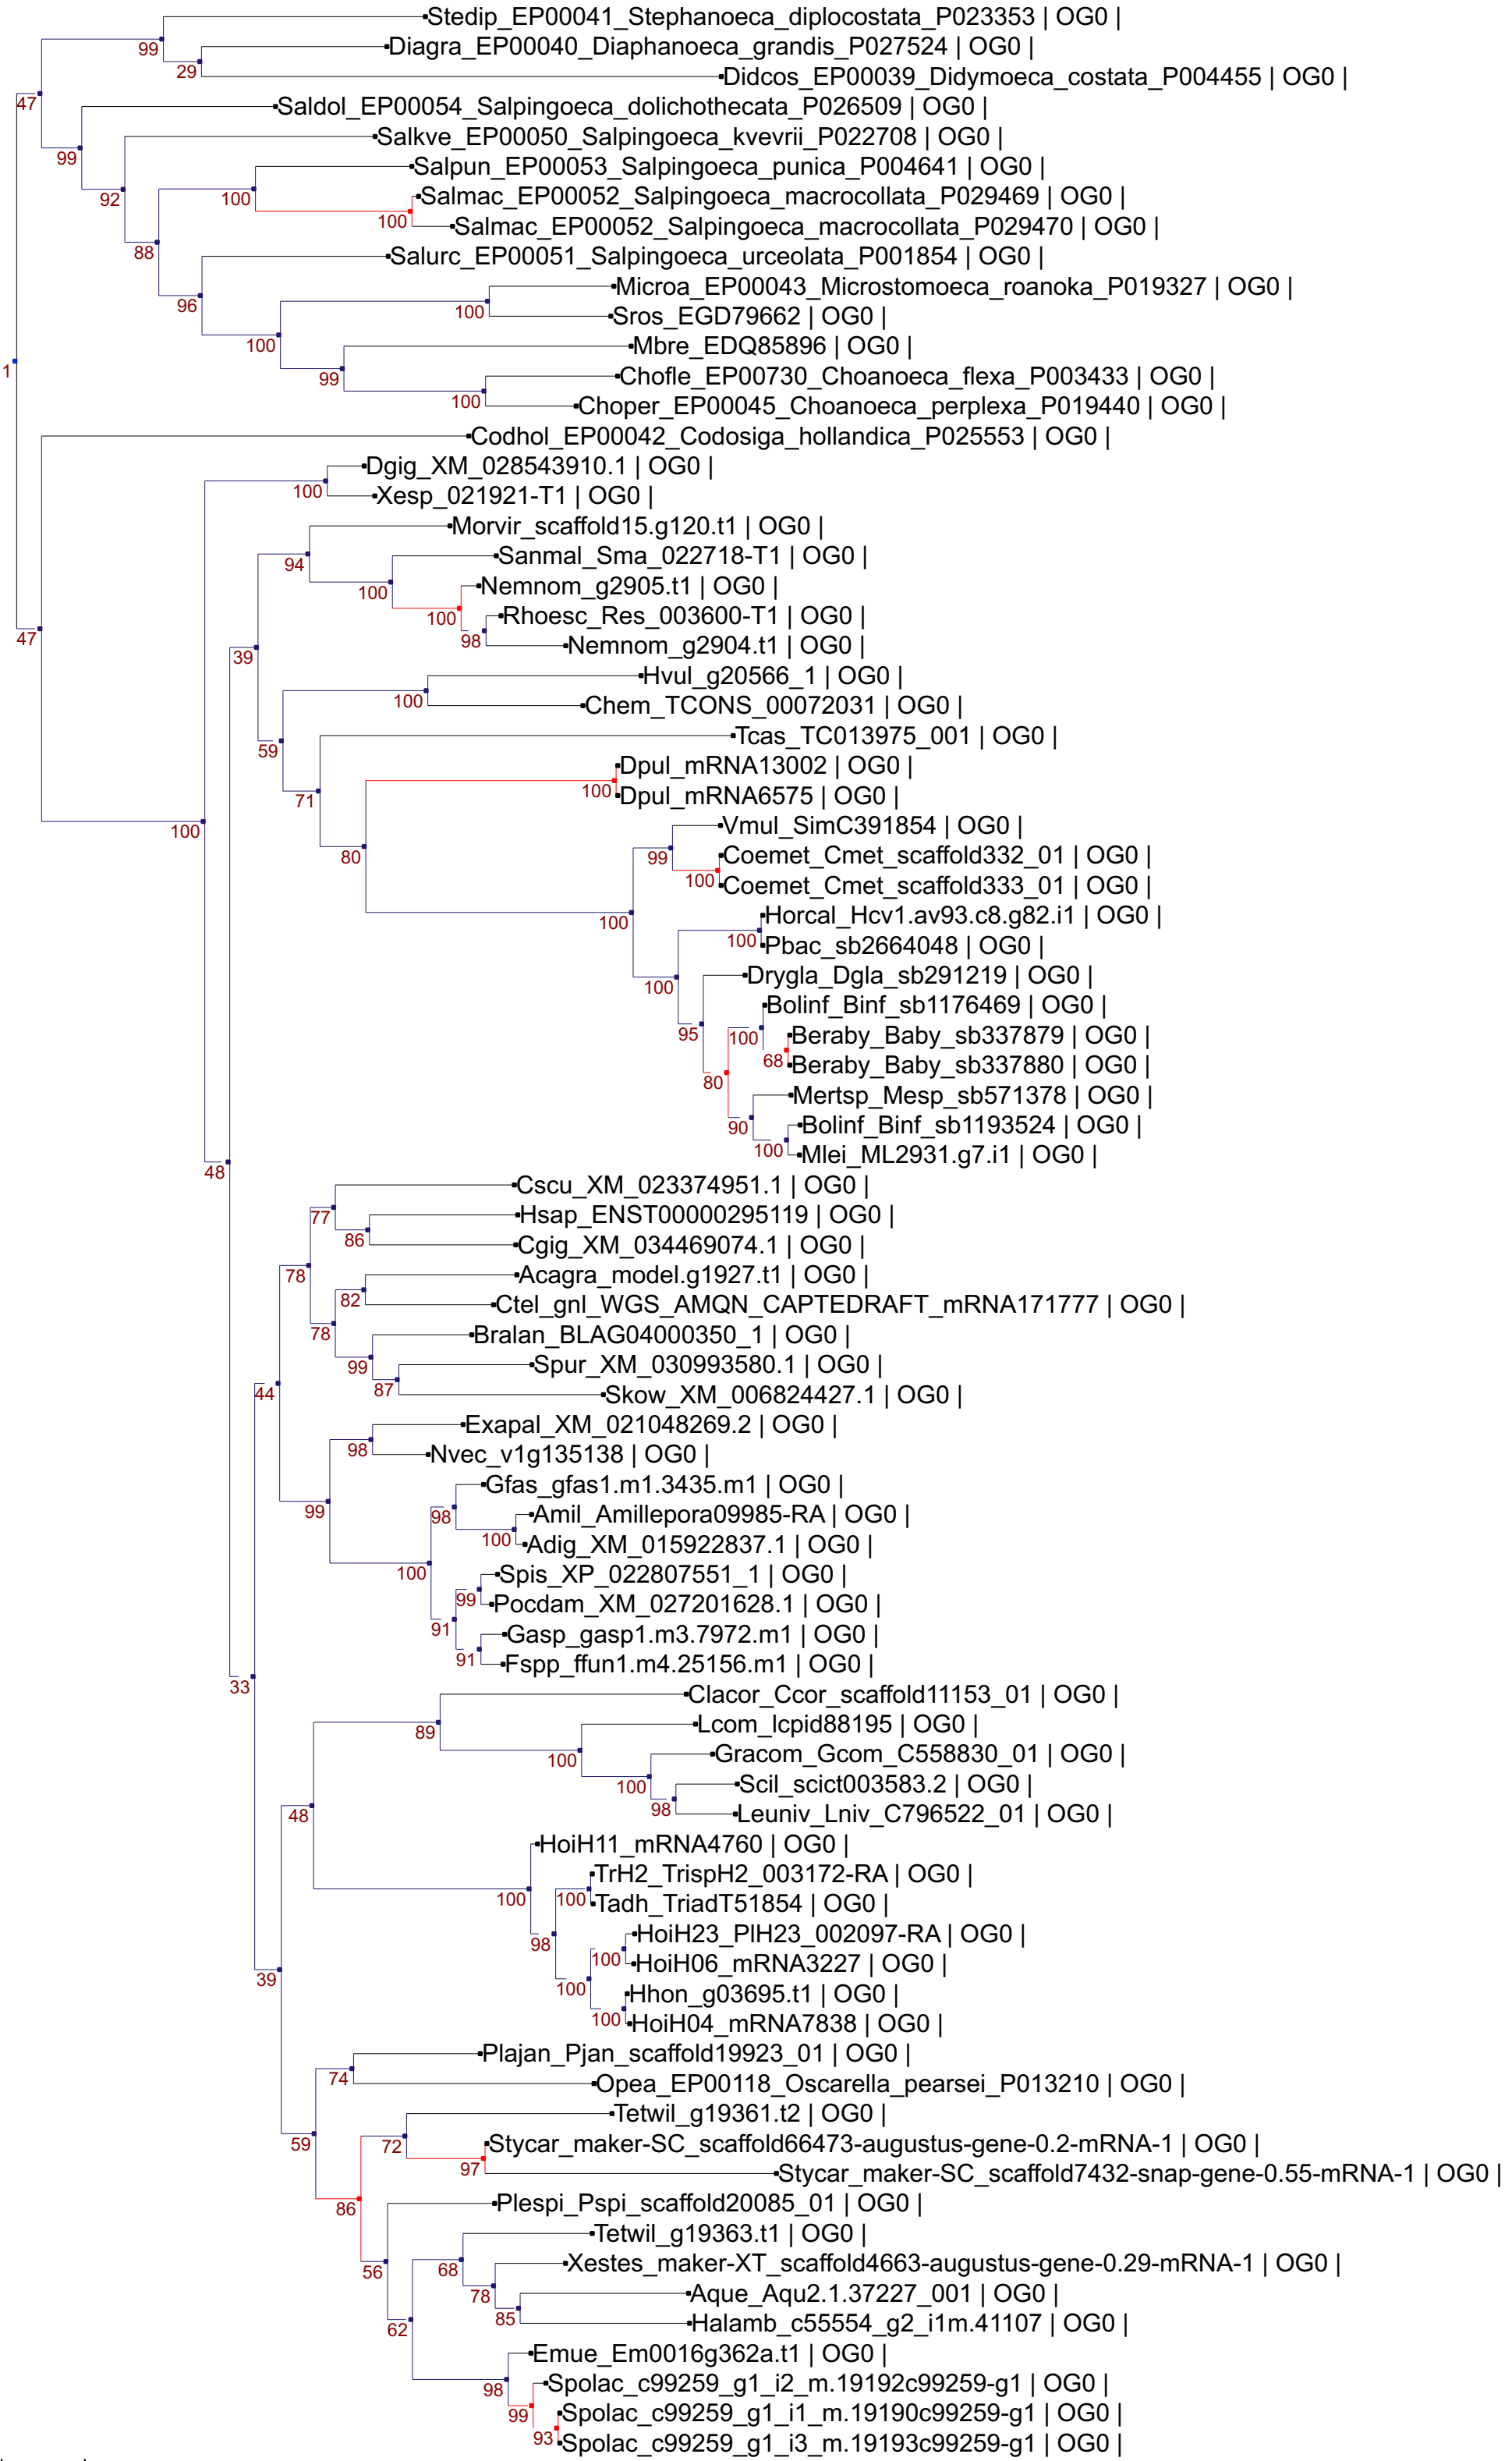 Stedip_EP00041_Stephanoeca_diplocostata_P023353 | OG0 |
99
Diagra_EP00040_Diaphanoeca_grandis_P027524 | OG0 |
29
Didcos_EP00039_Didymoeca_costata_P004455 | OG0 |
47
Saldol_EP00054_Salpingoeca_dolichothecata_P026509 | OG0 |
Salkve_EP00050_Salpingoeca_kvevrii_P022708 | OG0 |
99
Salpun_EP00053_Salpingoeca_punica_P004641 | OG0 |
92
100
Salmac_EP00052_Salpingoeca_macrocollata_P029469 | OG0 |
100
Salmac_EP00052_Salpingoeca_macrocollata_P029470 | OG0 |
88
Salurc_EP00051_Salpingoeca_urceolata_P001854 | OG0 |
Microa_EP00043_Microstomoeca_roanoka_P019327 | OG0 |
96
100
Sros_EGD79662 | OG0 |
100
Mbre_EDQ85896 | OG0 |
1
99
Chofle_EP00730_Choanoeca_flexa_P003433 | OG0 |
100
Choper_EP00045_Choanoeca_perplexa_P019440 | OG0 |
Codhol_EP00042_Codosiga_hollandica_P025553 | OG0 |
Dgig_XM_028543910.1 | OG0 |
100
Xesp_021921-T1 | OG0 |
Morvir_scaffold15.g120.t1 | OG0 |
94
Sanmal_Sma_022718-T1 | OG0 |
100
Nemnom_g2905.t1 | OG0 |
100
Rhoesc_Res_003600-T1 | OG0 |
47
98
Nemnom_g2904.t1 | OG0 |
39
Hvul_g20566_1 | OG0 |
100
Chem_TCONS_00072031 | OG0 |
Tcas_TC013975_001 | OG0 |
59
Dpul_mRNA13002 | OG0 |
100
Dpul_mRNA6575 | OG0 |
71
Vmul_SimC391854 | OG0 |
100
80
99
Coemet_Cmet_scaffold332_01 | OG0 |
100
Coemet_Cmet_scaffold333_01 | OG0 |
Horcal_Hcv1.av93.c8.g82.i1 | OG0 |
100
100
Pbac_sb2664048 | OG0 |
Drygla_Dgla_sb291219 | OG0 |
100
Bolinf_Binf_sb1176469 | OG0 |
95
100
Beraby_Baby_sb337879 | OG0 |
68
Beraby_Baby_sb337880 | OG0 |
80
Mertsp_Mesp_sb571378 | OG0 |
90
Bolinf_Binf_sb1193524 | OG0 |
100
Mlei_ML2931.g7.i1 | OG0 |
48
Cscu_XM_023374951.1 | OG0 |
77
Hsap_ENST00000295119 | OG0 |
86
Cgig_XM_034469074.1 | OG0 |
78
Acagra_model.g1927.t1 | OG0 |
82
Ctel_gnl_WGS_AMQN_CAPTEDRAFT_mRNA171777 | OG0 |
78
Bralan_BLAG04000350_1 | OG0 |
99
Spur_XM_030993580.1 | OG0 |
87
Skow_XM_006824427.1 | OG0 |
44
Exapal_XM_021048269.2 | OG0 |
98
Nvec_v1g135138 | OG0 |
Gfas_gfas1.m1.3435.m1 | OG0 |
99
98
Amil_Amillepora09985-RA | OG0 |
100
Adig_XM_015922837.1 | OG0 |
100
Spis_XP_022807551_1 | OG0 |
99
Pocdam_XM_027201628.1 | OG0 |
91
Gasp_gasp1.m3.7972.m1 | OG0 |
91
Fspp_ffun1.m4.25156.m1 | OG0 |
33
Clacor_Ccor_scaffold11153_01 | OG0 |
89
Lcom_lcpid88195 | OG0 |
100
Gracom_Gcom_C558830_01 | OG0 |
100
Scil_scict003583.2 | OG0 |
98
Leuniv_Lniv_C796522_01 | OG0 |
48
HoiH11_mRNA4760 | OG0 |
TrH2_TrispH2_003172-RA | OG0 |
100
100
Tadh_TriadT51854 | OG0 |
HoiH23_PlH23_002097-RA | OG0 |
98
100
HoiH06_mRNA3227 | OG0 |
39
100
Hhon_g03695.t1 | OG0 |
100
HoiH04_mRNA7838 | OG0 |
Plajan_Pjan_scaffold19923_01 | OG0 |
74
Opea_EP00118_Oscarella_pearsei_P013210 | OG0 |
Tetwil_g19361.t2 | OG0 |
59
72
Stycar_maker-SC_scaffold66473-augustus-gene-0.2-mRNA-1 | OG0 |
97
Stycar_maker-SC_scaffold7432-snap-gene-0.55-mRNA-1 | OG0 |
86
Plespi_Pspi_scaffold20085_01 | OG0 |
Tetwil_g19363.t1 | OG0 |
56
68
Xestes_maker-XT_scaffold4663-augustus-gene-0.29-mRNA-1 | OG0 |
78
Aque_Aqu2.1.37227_001 | OG0 |
85
Halamb_c55554_g2_i1m.41107 | OG0 |
62
Emue_Em0016g362a.t1 | OG0 |
98
Spolac_c99259_g1_i2_m.19192c99259-g1 | OG0 |
99
Spolac_c99259_g1_i1_m.19190c99259-g1 | OG0 |
93
Spolac_c99259_g1_i3_m.19193c99259-g1 | OG0 |